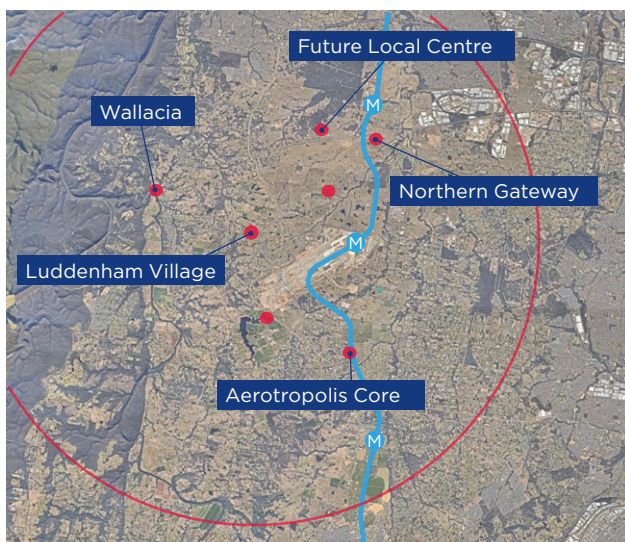 Future Local Centre
M
Wallacia
Northern Gateway
M
Luddenham Village
Aerotropolis Core
M